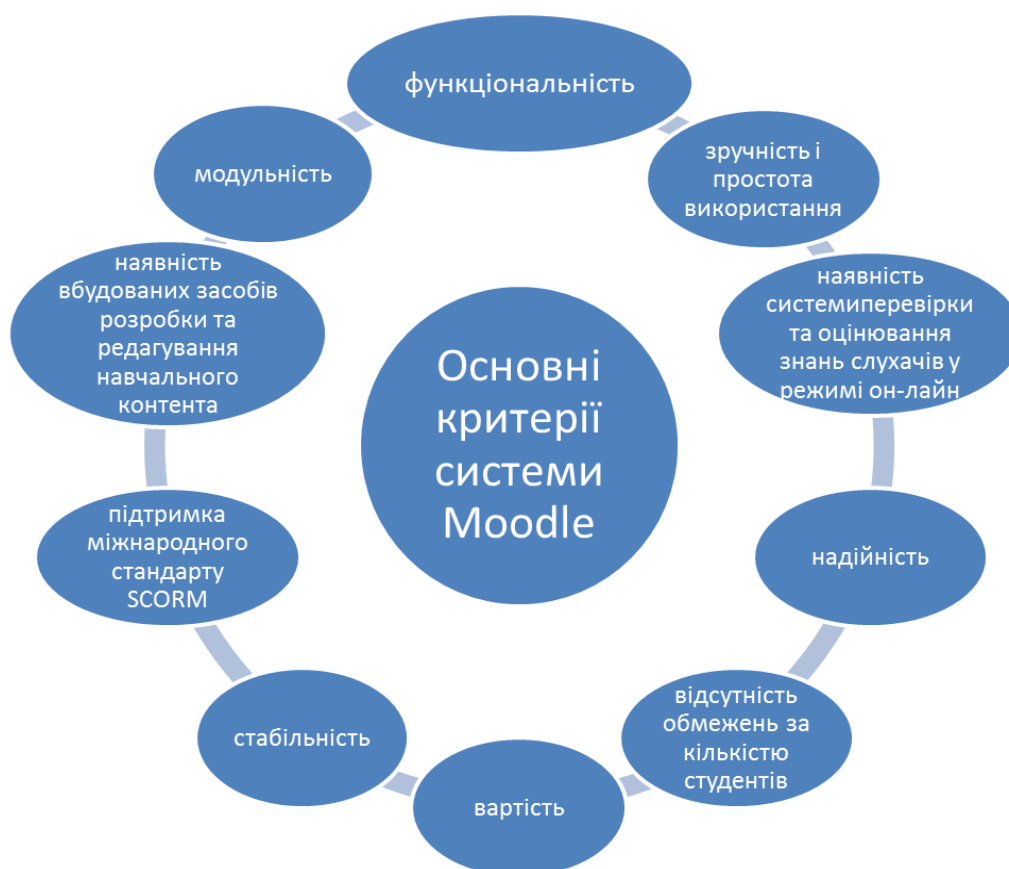 функціональність
зручність і
простота
використання
наявність
системиперевірки
та оцінювання
знань слухачів у
режимі он-лайн
надійність
відсутність
обмежень за
кількістю
студентів
вартість
стабільність
підтримка
міжнародного
стандарту
SCORM
наявність
вбудованих засобів
розробки та
редагування
навчального
контента
модульність
Основні
критерії
системи
Moodle